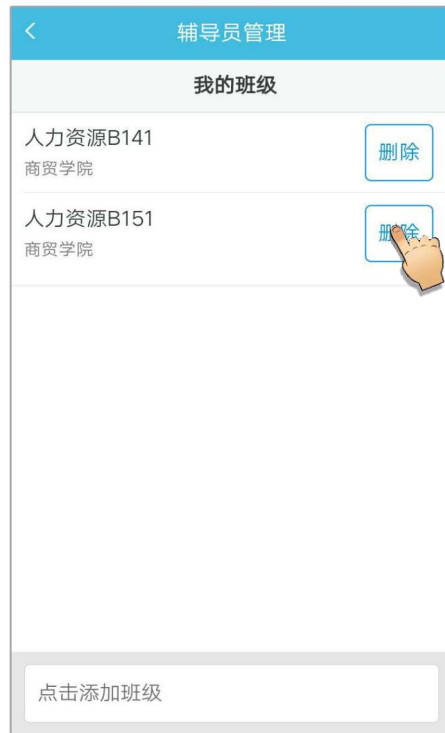 辅导员管理
我的班级
人力资源B141
删除
商贸学院
人力资源B151
删除
商贸学院
点击添加班级